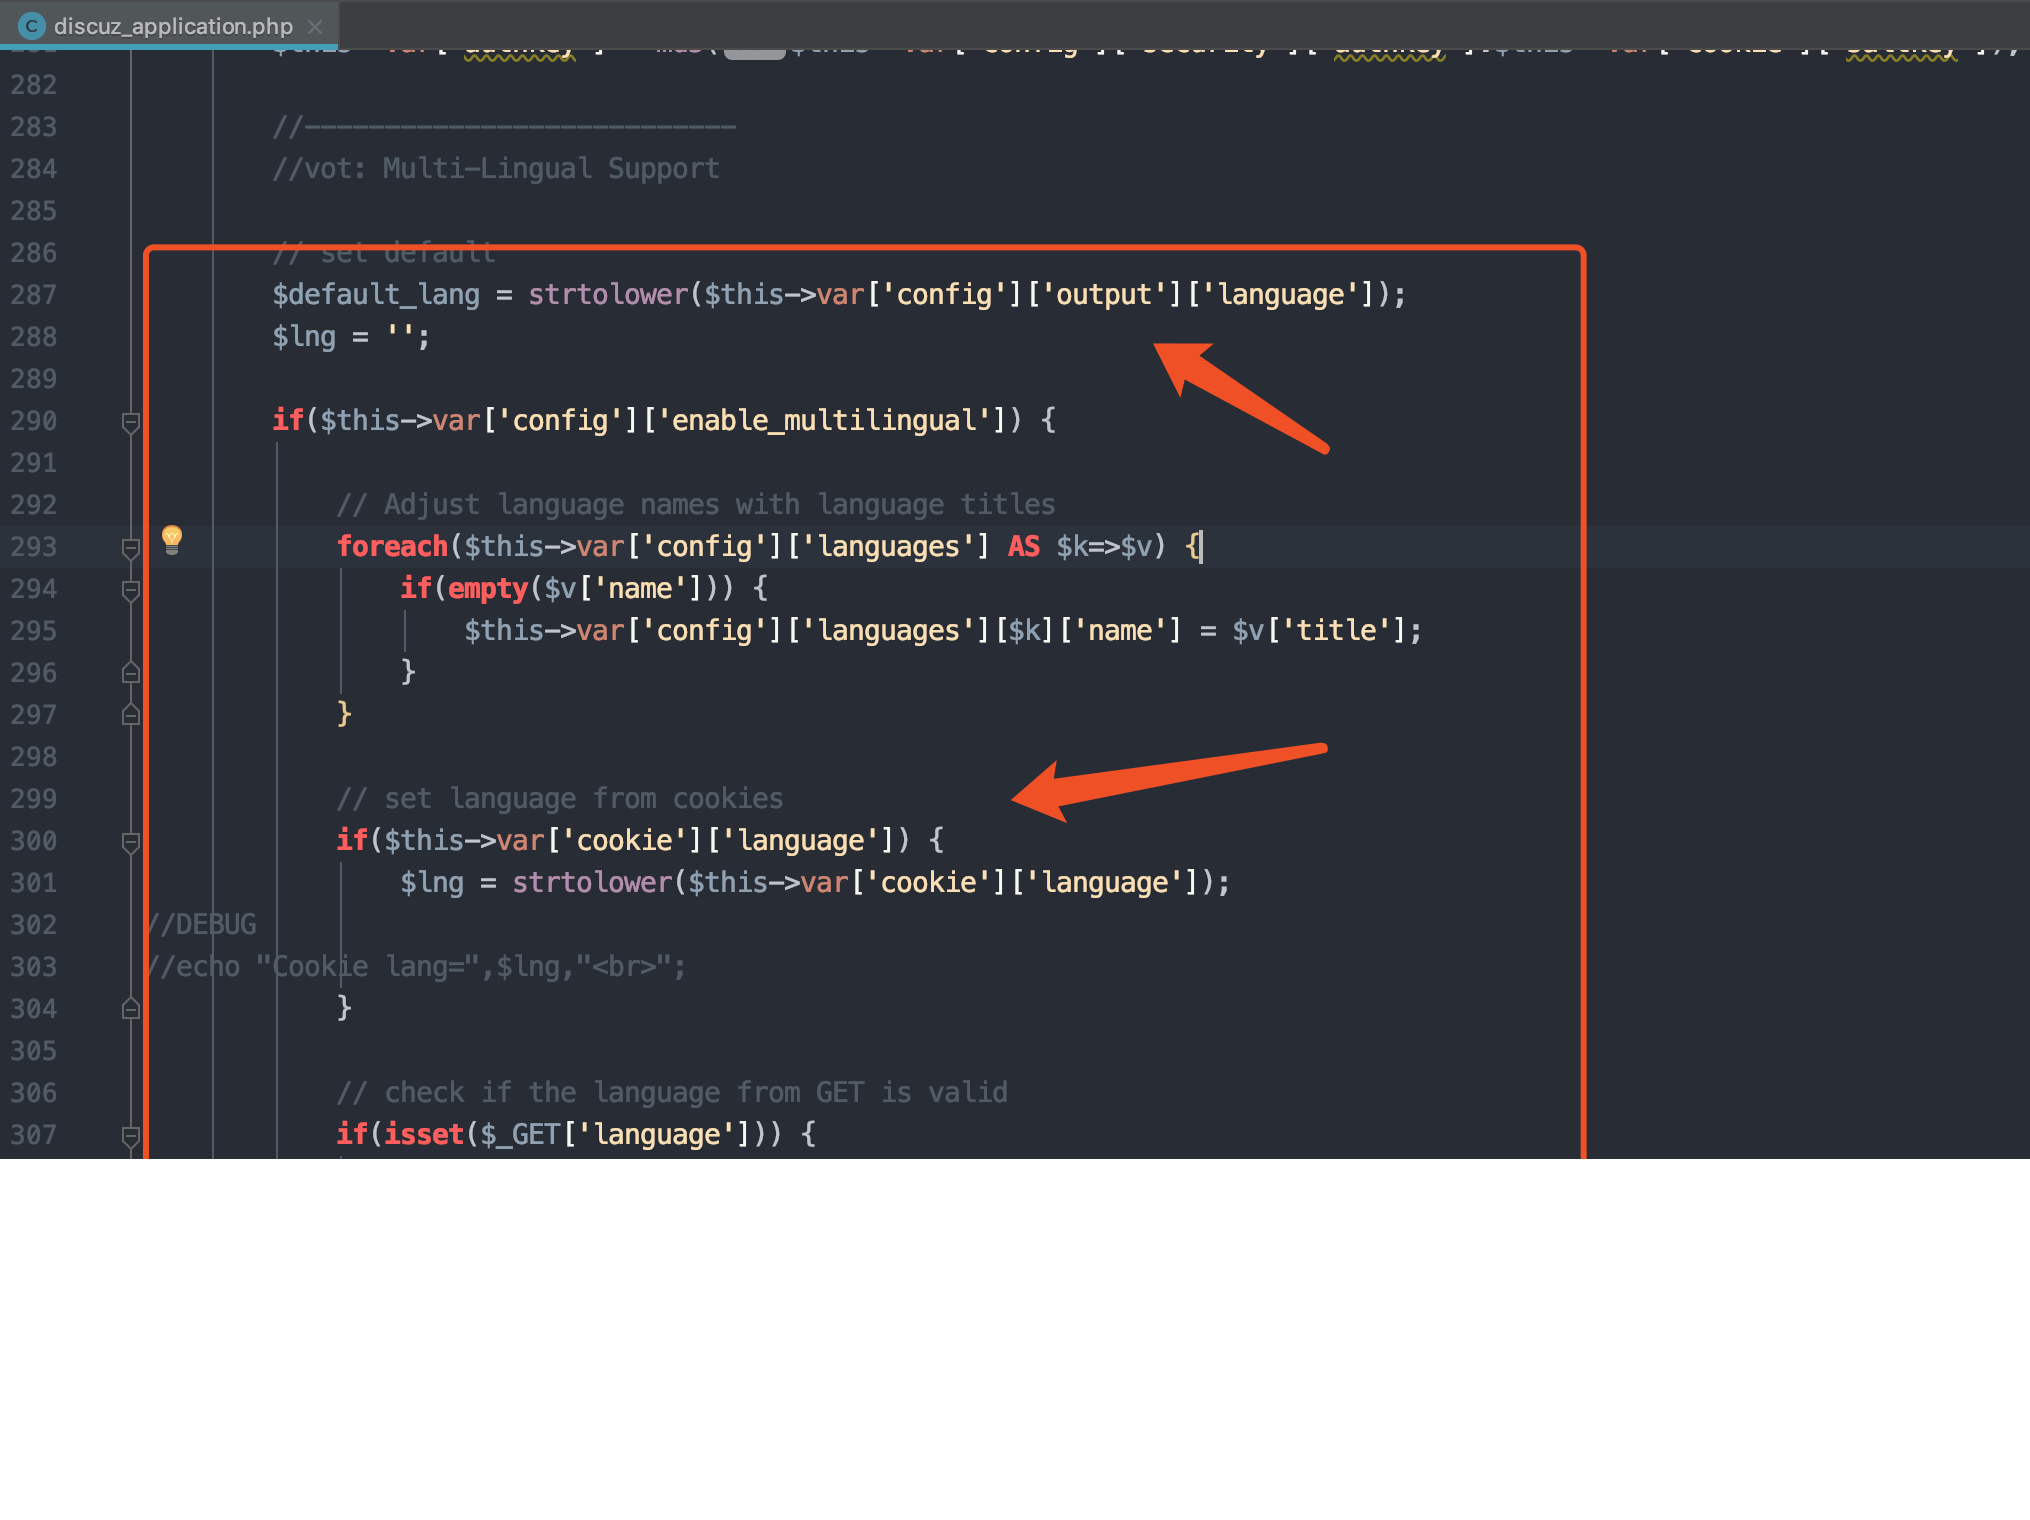 discuz_application.php
282
283 //---------------------------
284 //vot: Multi-Lingual Support
285
286 // set default
287 $default_lang = strtolower($this->var['config']['output']['language']);
288 $lng = '';
289
290 if($this->var['config']['enable_multilingual']) {
291
292 // Adjust language names with language titles
293 foreach($this->var['config']['languages'] AS $k=>$v) {
294 if(empty($v['name'])) {
295 $this->var['config']['languages'][$k]['name'] = $v['title'];
296 }
297 }
298
299 // set language from cookies
300 if($this->var['cookie']['language']) {
301 $lng = strtolower($this->var['cookie']['language']);
302 //DEBUG
303 //echo "Cookie lang=",$lng,"<br>";
304 }
305
306 // check if the language from GET is valid
307 if(isset($_GET['language'])) {